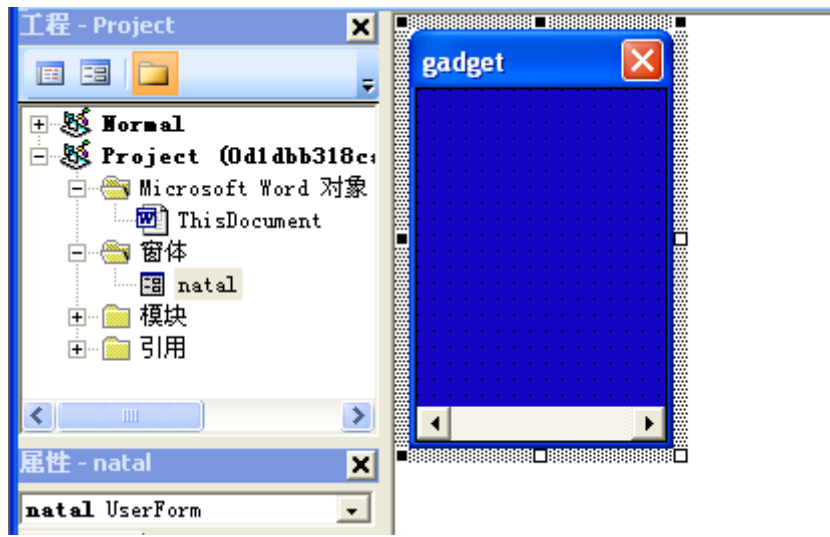 工程 - Project
gadget
Normal
Project (0d1dbb318c
Microsoft Word 对象
ThisDocument
窗体
natal
模块
引用
属性 - natal
natal UserForm